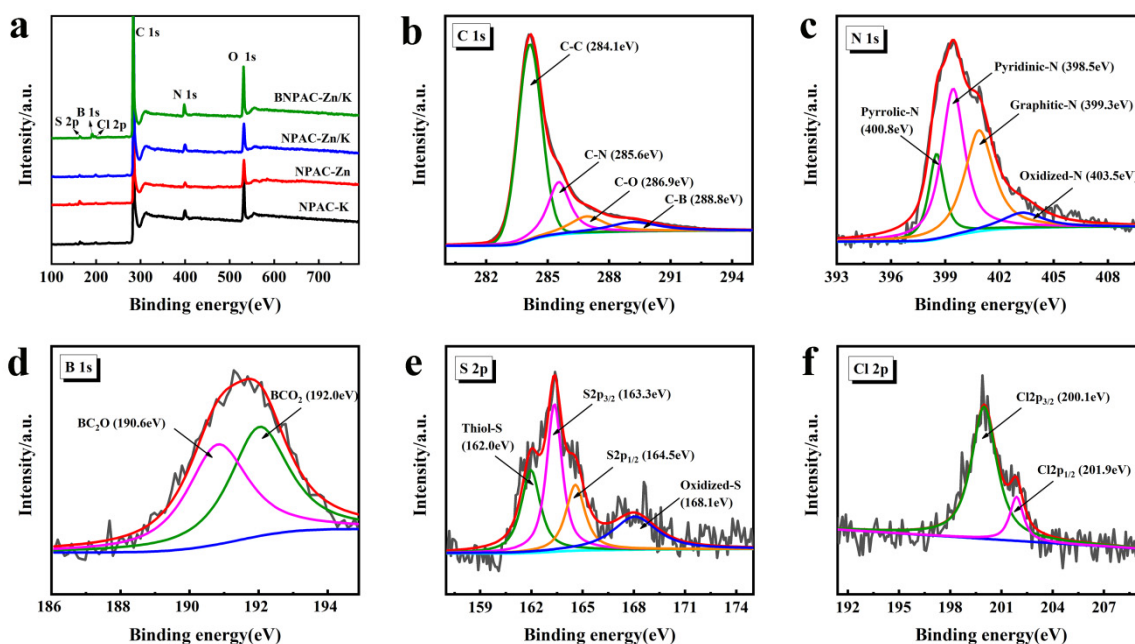 a
C 1s
O 1s
N 1s
B 1s
S 2p
Cl 2p
BNPAC-Zn/K
NPAC-Zn/K
NPAC-Zn
NPAC-K
Intensity/a.u.
100 200 300 400 500 600 700
Binding energy(eV)
b
C 1s
C-C (284.1eV)
C-N (285.6eV)
C-O (286.9eV)
C-B (288.8eV)
Intensity/a.u.
282 285 288 291 294
Binding energy(eV)
c
N 1s
Pyridinic-N (398.5eV)
Pyrrolic-N
(400.8eV)
Graphitic-N (399.3eV)
Oxidized-N (403.5eV)
Intensity/a.u.
393 396 399 402 405 408
Binding energy(eV)
d
B 1s
BCO₂ (192.0eV)
BC₂O (190.6eV)
Intensity/a.u.
186 188 190 192 194
Binding energy(eV)
e
S 2p
S2p₃/₂ (163.3eV)
Thiol-S
(162.0eV)
S2p₁/₂ (164.5eV)
Oxidized-S
(168.1eV)
Intensity/a.u.
159 162 165 168 171 174
Binding energy(eV)
f
Cl 2p
Cl2p₃/₂ (200.1eV)
Cl2p₁/₂ (201.9eV)
Intensity/a.u.
192 195 198 201 204 207
Binding energy(eV)